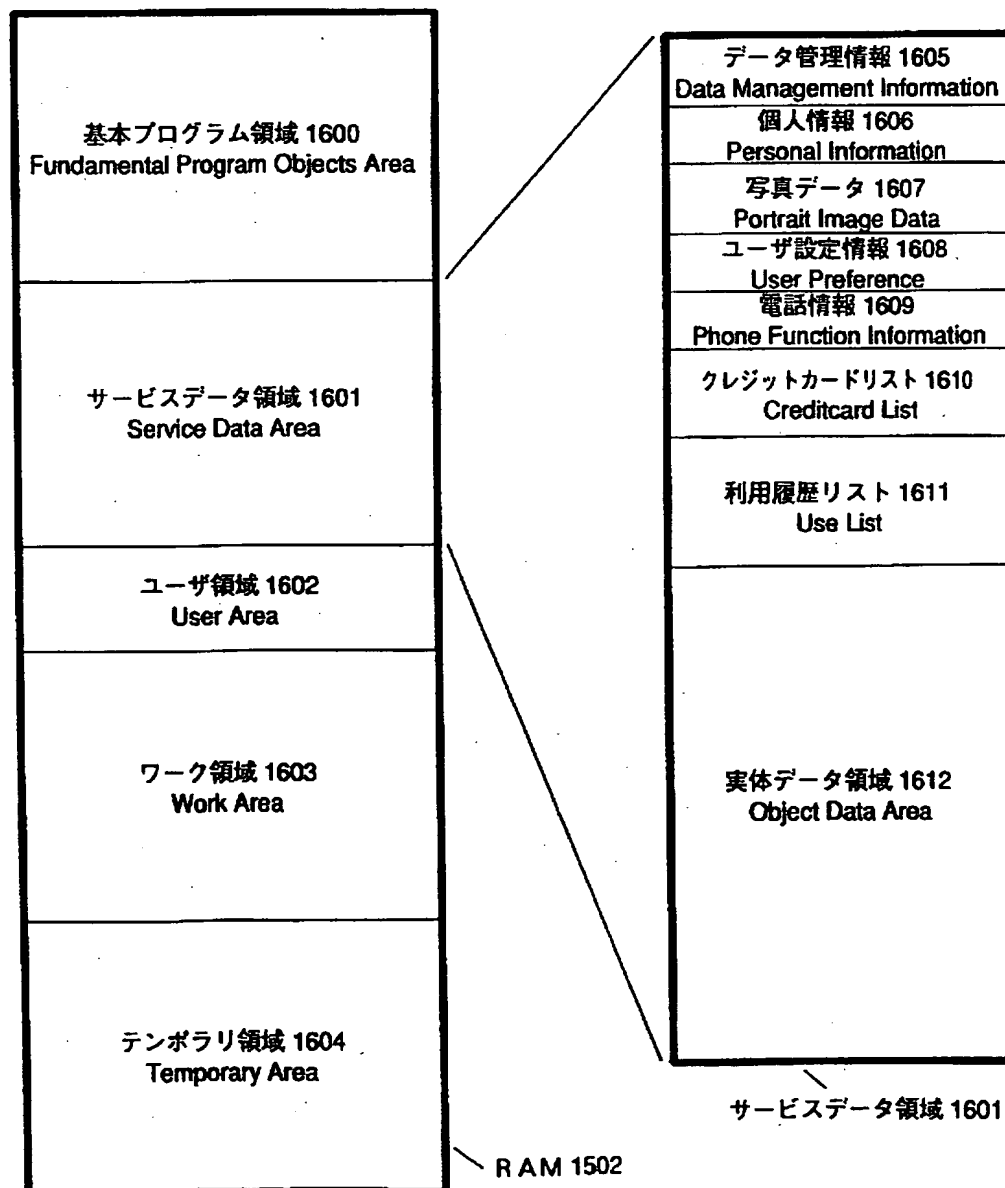 基本プログラム領域 1600
Fundamental Program Objects Area
サービスデータ領域 1601
Service Data Area
ユーザ領域 1602
User Area
ワーク領域 1603
Work Area
テンポラリ領域 1604
Temporary Area
RAM 1502
データ管理情報 1605
Data Management Information
個人情報 1606
Personal Information
写真データ 1607
Portrait Image Data
ユーザ設定情報 1608
User Preference
電話情報 1609
Phone Function Information
クレジットカードリスト 1610
Creditcard List
利用履歴リスト 1611
Use List
実体データ領域 1612
Object Data Area
サービスデータ領域 1601